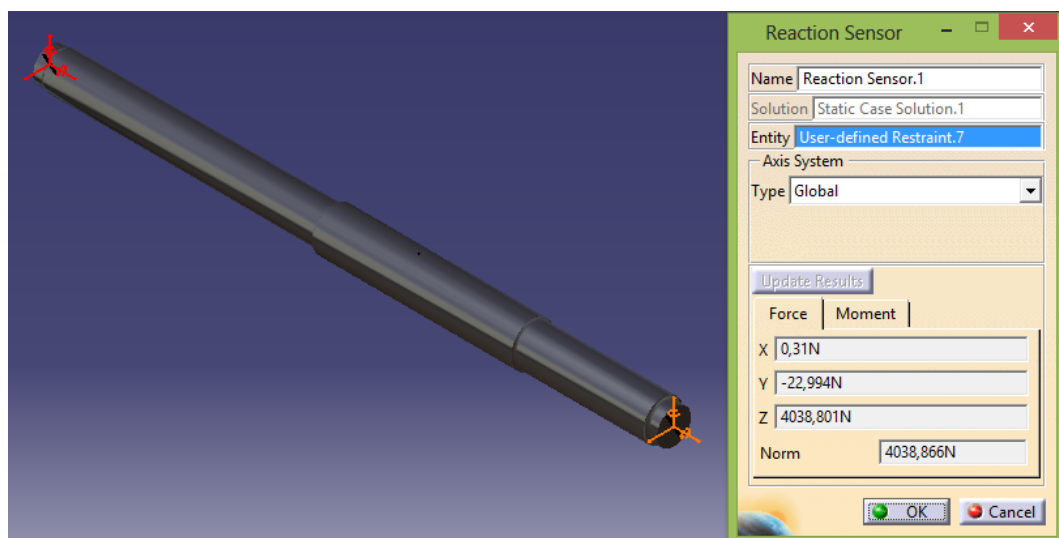 Reaction Sensor
Name Reaction Sensor.1
Solution Static Case Solution.1
Entity User-defined Restraint.7
Axis System
Type Global
Update Results
Force Moment
X 0,31N
Y -22,994N
Z 4038,801N
Norm 4038,866N
OK Cancel